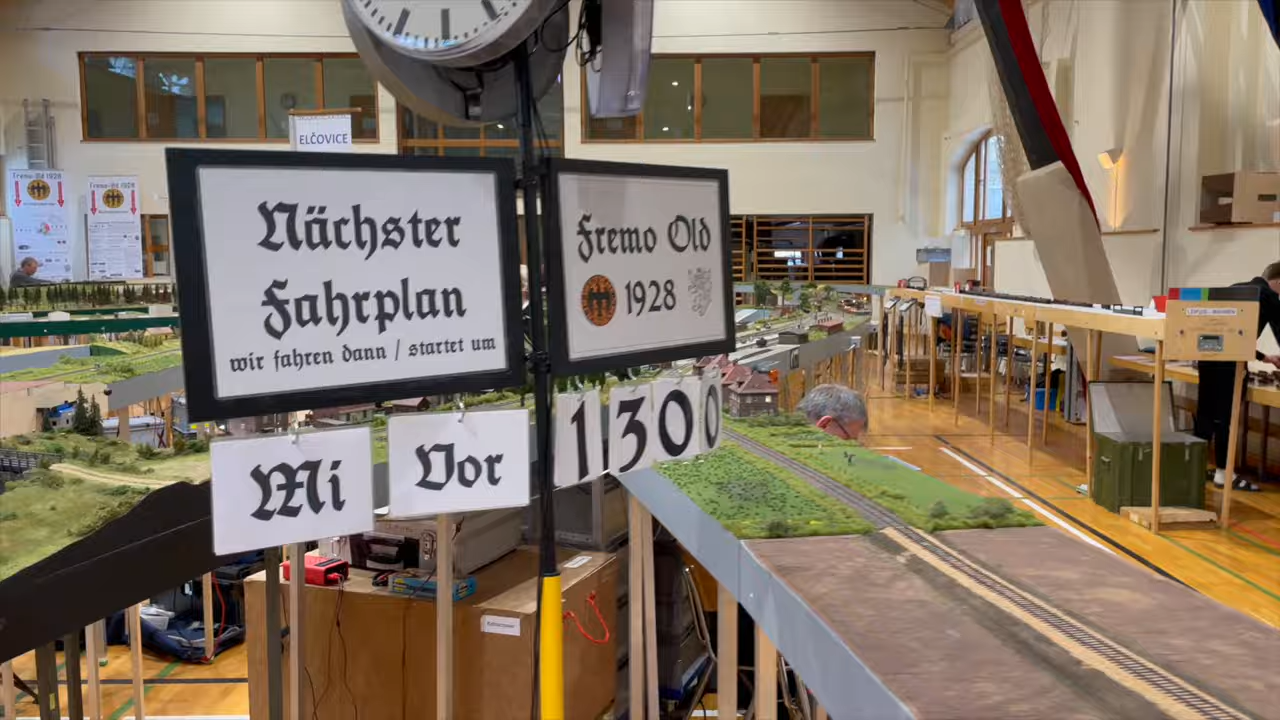 ELČOVICE
Fremo-Old 1928
Fremo-Old 1928
Nächster
Fahrplan
wir fahren dann / startet um
Fremo Old
1928
Mi
Vor
1300